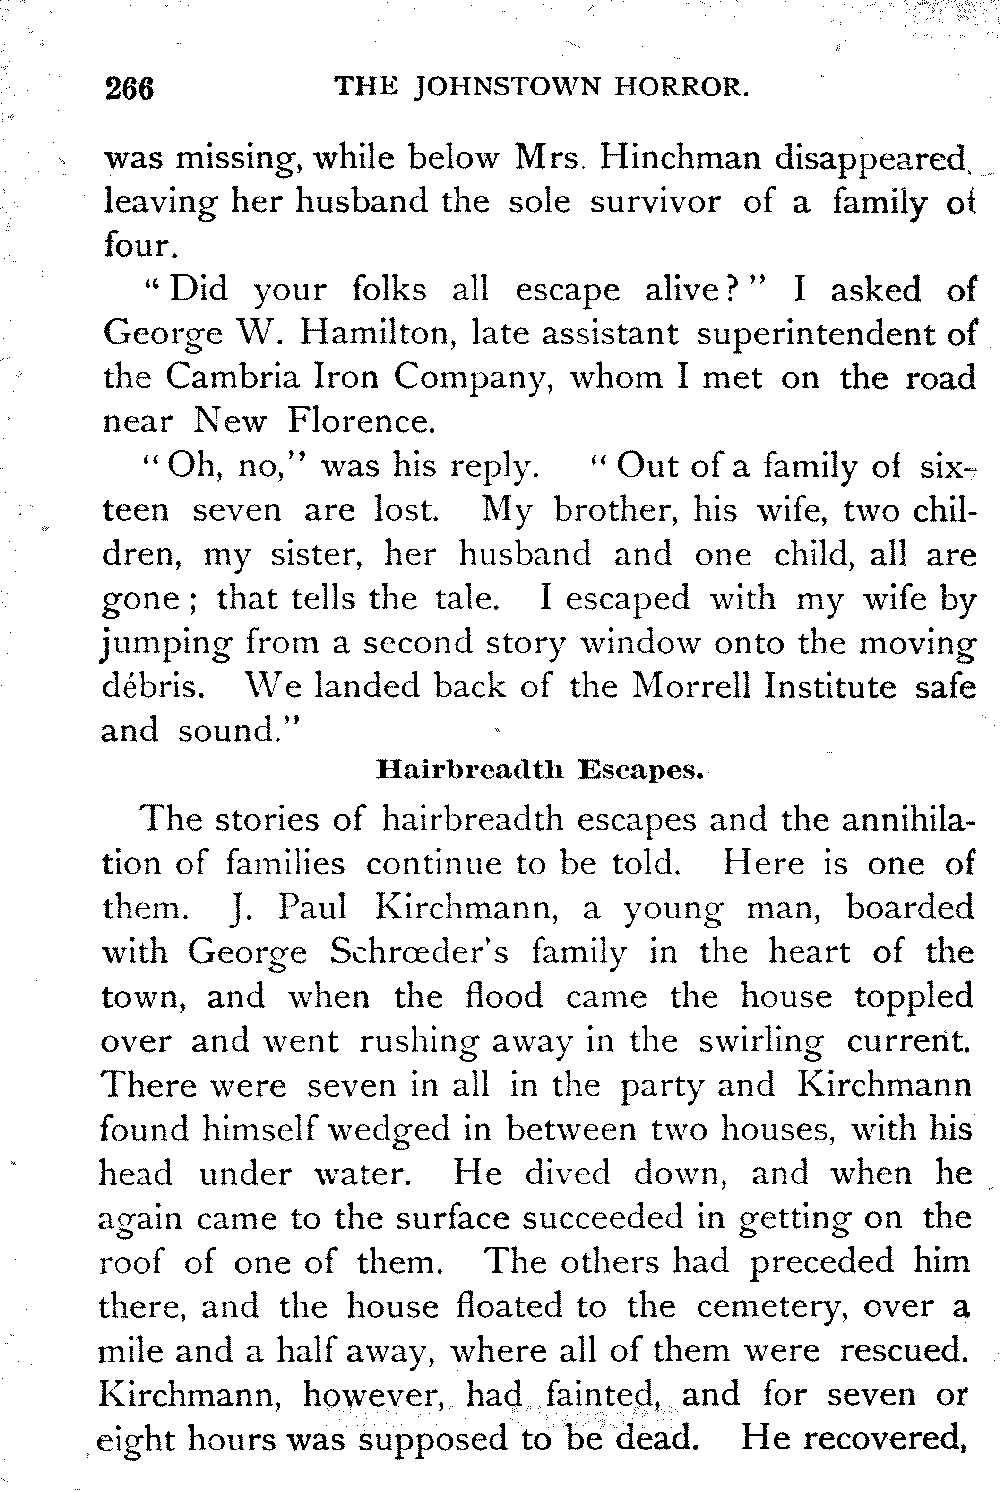 266 THE JOHNSTOWN HORROR.
was missing, while below Mrs. Hinchman disappeared,
leaving her husband the sole survivor of a family of
four.
“ Did your folks all escape alive? ” I asked of
George W. Hamilton, late assistant superintendent of
the Cambria Iron Company, whom I met on the road
near New Florence.
“ Oh, no,” was his reply. “ Out of a family of six-
teen seven are lost. My brother, his wife, two chil-
dren, my sister, her husband and one child, all are
gone ; that tells the tale. I escaped with my wife by
jumping from a second story window onto the moving
débris. We landed back of the Morrell Institute safe
and sound.”
Hairbreadth Escapes.
The stories of hairbreadth escapes and the annihila-
tion of families continue to be told. Here is one of
them. J. Paul Kirchmann, a young man, boarded
with George Schrœder's family in the heart of the
town, and when the flood came the house toppled
over and went rushing away in the swirling current.
There were seven in all in the party and Kirchmann
found himself wedged in between two houses, with his
head under water. He dived down, and when he
again came to the surface succeeded in getting on the
roof of one of them. The others had preceded him
there, and the house floated to the cemetery, over a
mile and a half away, where all of them were rescued.
Kirchmann, however, had fainted, and for seven or
eight hours was supposed to be dead. He recovered,